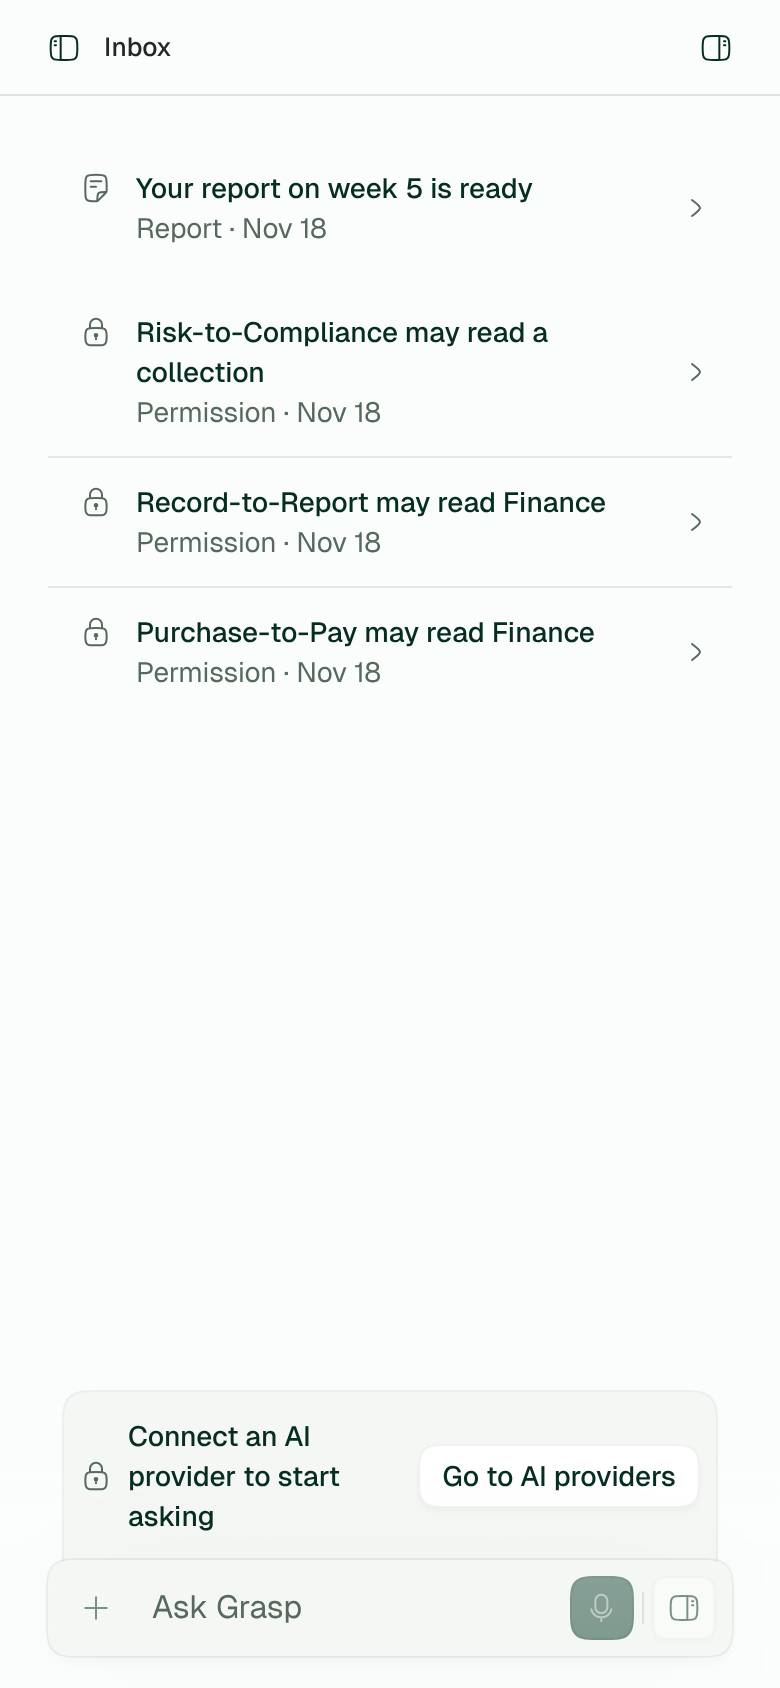 Inbox
Your report on week 5 is ready
Report · Nov 18
Risk-to-Compliance may read a
collection
Permission · Nov 18
Record-to-Report may read Finance
Permission · Nov 18
Purchase-to-Pay may read Finance
Permission · Nov 18
Connect an AI
provider to start
asking
Go to AI providers
Ask Grasp